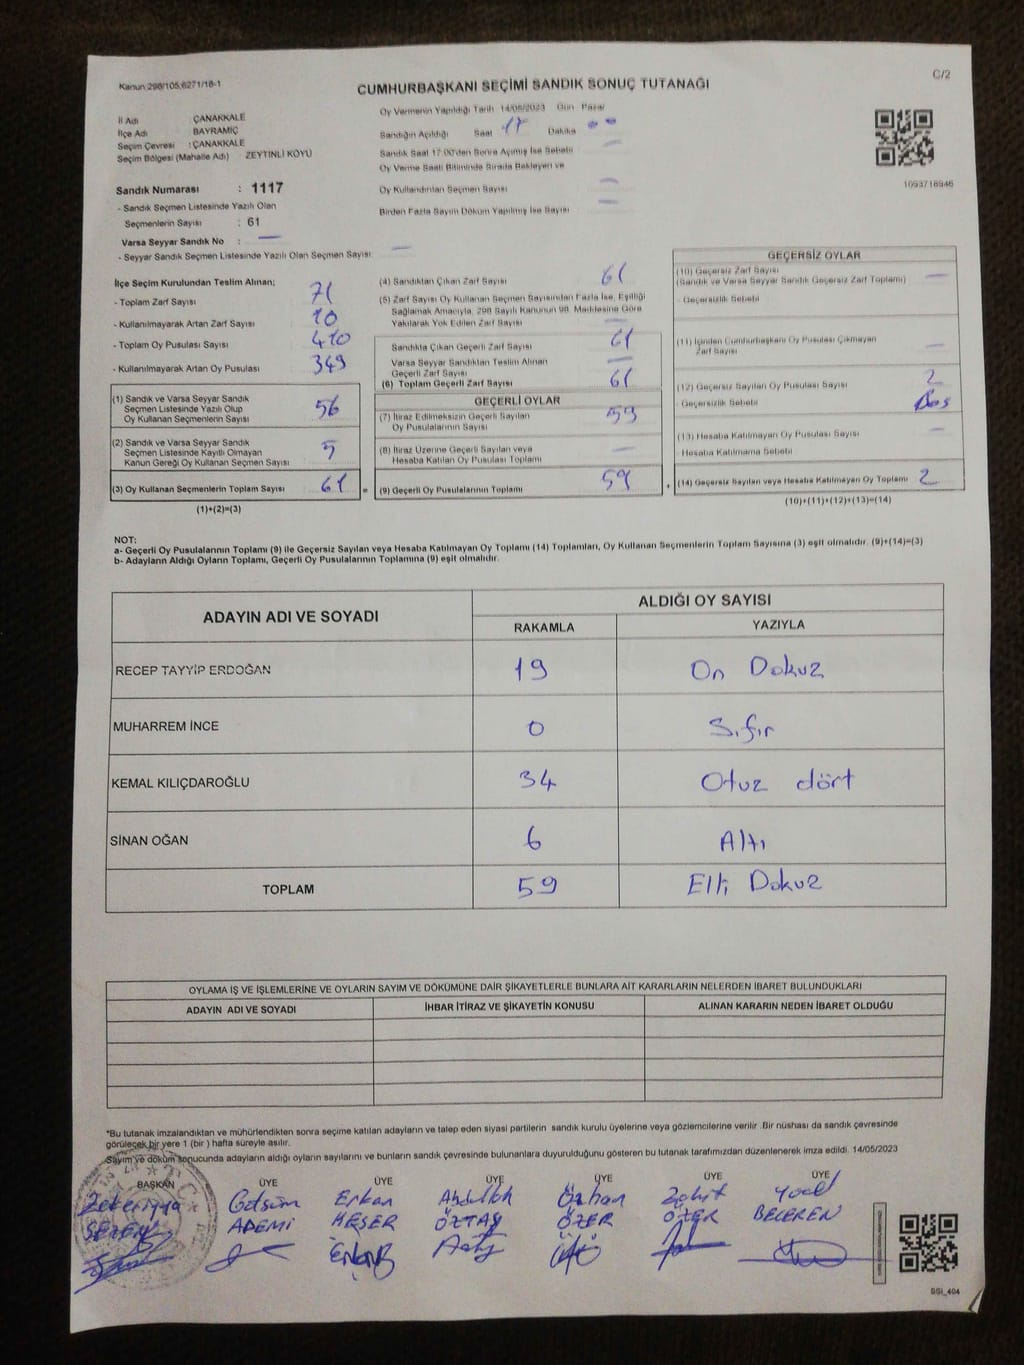 Kanun 298/105,6271/18-1
C/2
CUMHURBAŞKANI SEÇİMİ SANDIK SONUÇ TUTANAĞI
İl Adı ÇANAKKALE
İlçe Adı BAYRAMİÇ
Seçim Çevresi : ÇANAKKALE
Seçim Bölgesi (Mahalle Adı) ZEYTİNLİ KÖYÜ
Sandık Numarası : 1117
- Sandık Seçmen Listesinde Yazılı Olan
Seçmenlerin Sayısı : 61
Varsa Seyyar Sandık No : —
- Seyyar Sandık Seçmen Listesinde Yazılı Olan Seçmen Sayısı: —
Oy Vermenin Yapıldığı Tarih 14/05/2023 Gün Pazar
Sandığın Açıldığı Saat 17 Dakika
Sandık Saat 17.00'den Sonra Açılmış İse Sebebi —
Oy Verme Saati Bitiminde Sırada Bekleyen ve
Oy Kullandırılan Seçmen Sayısı —
Birden Fazla Sayım Döküm Yapılmış İse Sayısı —
1093716946
İlçe Seçim Kurulundan Teslim Alınan;
- Toplam Zarf Sayısı 71
- Kullanılmayarak Artan Zarf Sayısı 10
- Toplam Oy Pusulası Sayısı 410
- Kullanılmayarak Artan Oy Pusulası 349
(1) Sandık ve Varsa Seyyar Sandık
Seçmen Listesinde Yazılı Olup
Oy Kullanan Seçmenlerin Sayısı 56
(2) Sandık ve Varsa Seyyar Sandık
Seçmen Listesinde Kayıtlı Olmayan
Kanun Gereği Oy Kullanan Seçmen Sayısı 5
(3) Oy Kullanan Seçmenlerin Toplam Sayısı 61 =
(1)+(2)=(3)
(4) Sandıktan Çıkan Zarf Sayısı 61
(5) Zarf Sayısı Oy Kullanan Seçmen Sayısından Fazla İse, Eşitliği
Sağlamak Amacıyla, 298 Sayılı Kanunun 98. Maddesine Göre
Yakılarak Yok Edilen Zarf Sayısı —
Sandıkta Çıkan Geçerli Zarf Sayısı 61
Varsa Seyyar Sandıktan Teslim Alınan
Geçerli Zarf Sayısı —
(6) Toplam Geçerli Zarf Sayısı 61
GEÇERLİ OYLAR
(7) İtiraz Edilmeksizin Geçerli Sayılan
Oy Pusulalarının Sayısı 59
(8) İtiraz Üzerine Geçerli Sayılan veya
Hesaba Katılan Oy Pusulası Toplamı —
(9) Geçerli Oy Pusulalarının Toplamı 59 +
GEÇERSİZ OYLAR
(10) Geçersiz Zarf Sayısı
(Sandık ve Varsa Seyyar Sandık Geçersiz Zarf Toplamı) —
- Geçersizlik Sebebi
(11) İçinden Cumhurbaşkanı Oy Pusulası Çıkmayan
Zarf Sayısı —
(12) Geçersiz Sayılan Oy Pusulası Sayısı 2
- Geçersizlik Sebebi Boş
(13) Hesaba Katılmayan Oy Pusulası Sayısı —
- Hesaba Katılmama Sebebi
(14) Geçersiz Sayılan veya Hesaba Katılmayan Oy Toplamı 2
(10)+(11)+(12)+(13)=(14)
NOT:
a- Geçerli Oy Pusulalarının Toplamı (9) ile Geçersiz Sayılan veya Hesaba Katılmayan Oy Toplamı (14) Toplamları, Oy Kullanan Seçmenlerin Toplam Sayısına (3) eşit olmalıdır. (9)+(14)=(3)
b- Adayların Aldığı Oyların Toplamı, Geçerli Oy Pusulalarının Toplamına (9) eşit olmalıdır.
ADAYIN ADI VE SOYADI
ALDIĞI OY SAYISI
RAKAMLA YAZIYLA
RECEP TAYYİP ERDOĞAN 19 On Dokuz
MUHARREM İNCE 0 Sıfır
KEMAL KILIÇDAROĞLU 34 Otuz dört
SİNAN OĞAN 6 Altı
TOPLAM 59 Elli Dokuz
OYLAMA İŞ VE İŞLEMLERİNE VE OYLARIN SAYIM VE DÖKÜMÜNE DAİR ŞİKAYETLERLE BUNLARA AİT KARARLARIN NELERDEN İBARET BULUNDUKLARI
ADAYIN ADI VE SOYADI İHBAR İTİRAZ VE ŞİKAYETİN KONUSU ALINAN KARARIN NEDEN İBARET OLDUĞU
*Bu tutanak imzalandıktan ve mühürlendikten sonra seçime katılan adayların ve talep eden siyasi partilerin sandık kurulu üyelerine veya gözlemcilerine verilir. Bir nüshası da sandık çevresinde
görülecek bir yere 1 (bir ) hafta süreyle asılır.
Sayım ve döküm sonucunda adayların aldığı oyların sayılarını ve bunların sandık çevresinde bulunanlara duyurulduğunu gösteren bu tutanak tarafımızdan düzenlenerek imza edildi. 14/05/2023
BAŞKAN ÜYE ÜYE ÜYE ÜYE ÜYE ÜYE
Zekeriyya Gülsüm Erkan Abdullah Özhan Zahit Yücel
SEZEN ADEMİ HEŞER ÖZTAŞ ÖZER ÖZER BECEREN
SSI_404